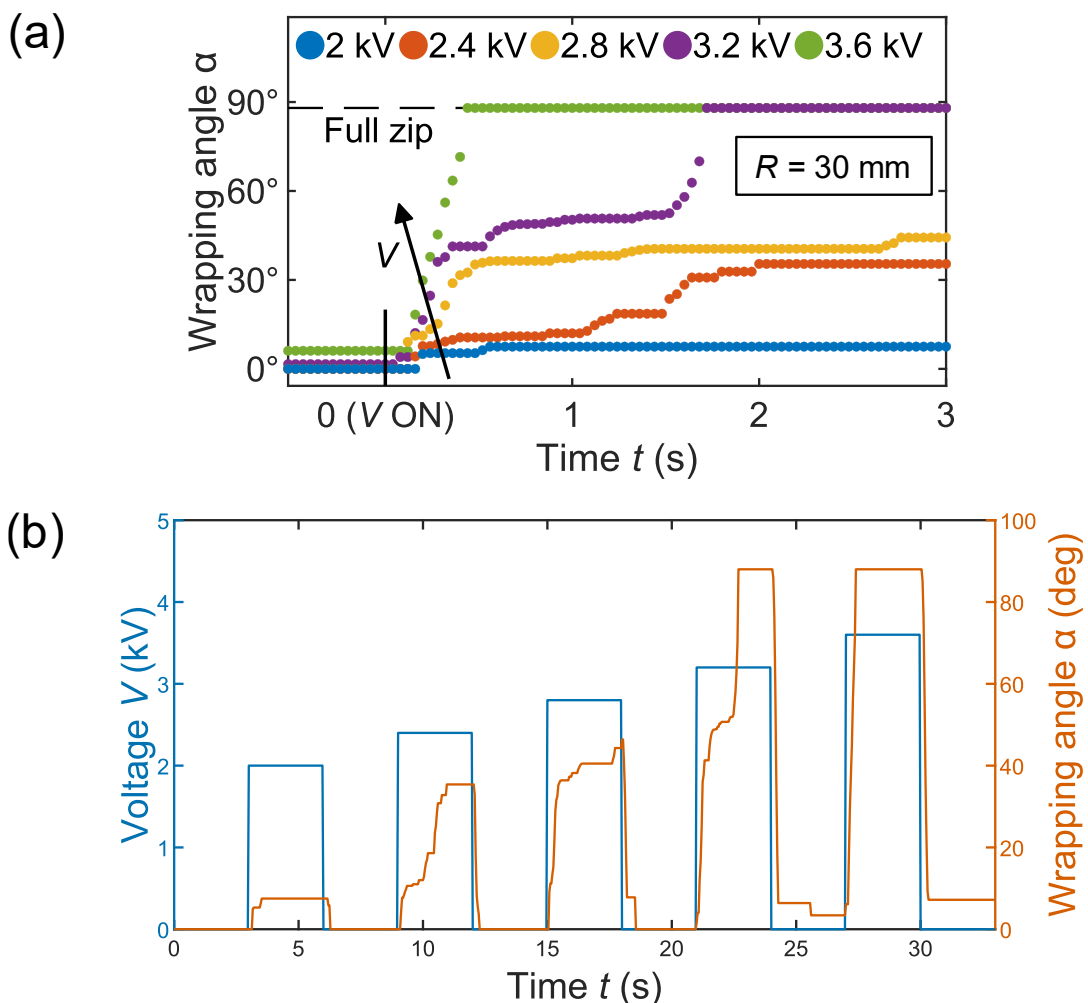 (a)
2 kV 2.4 kV 2.8 kV 3.2 kV 3.6 kV
Wrapping angle α
90°
60°
30°
0°
Full zip
R = 30 mm
V
0 (V ON) 1 2 3
Time t (s)
(b)
Voltage V (kV)
5
4
3
2
1
0
100
80
60
40
20
0
Wrapping angle α (deg)
0 5 10 15 20 25 30
Time t (s)